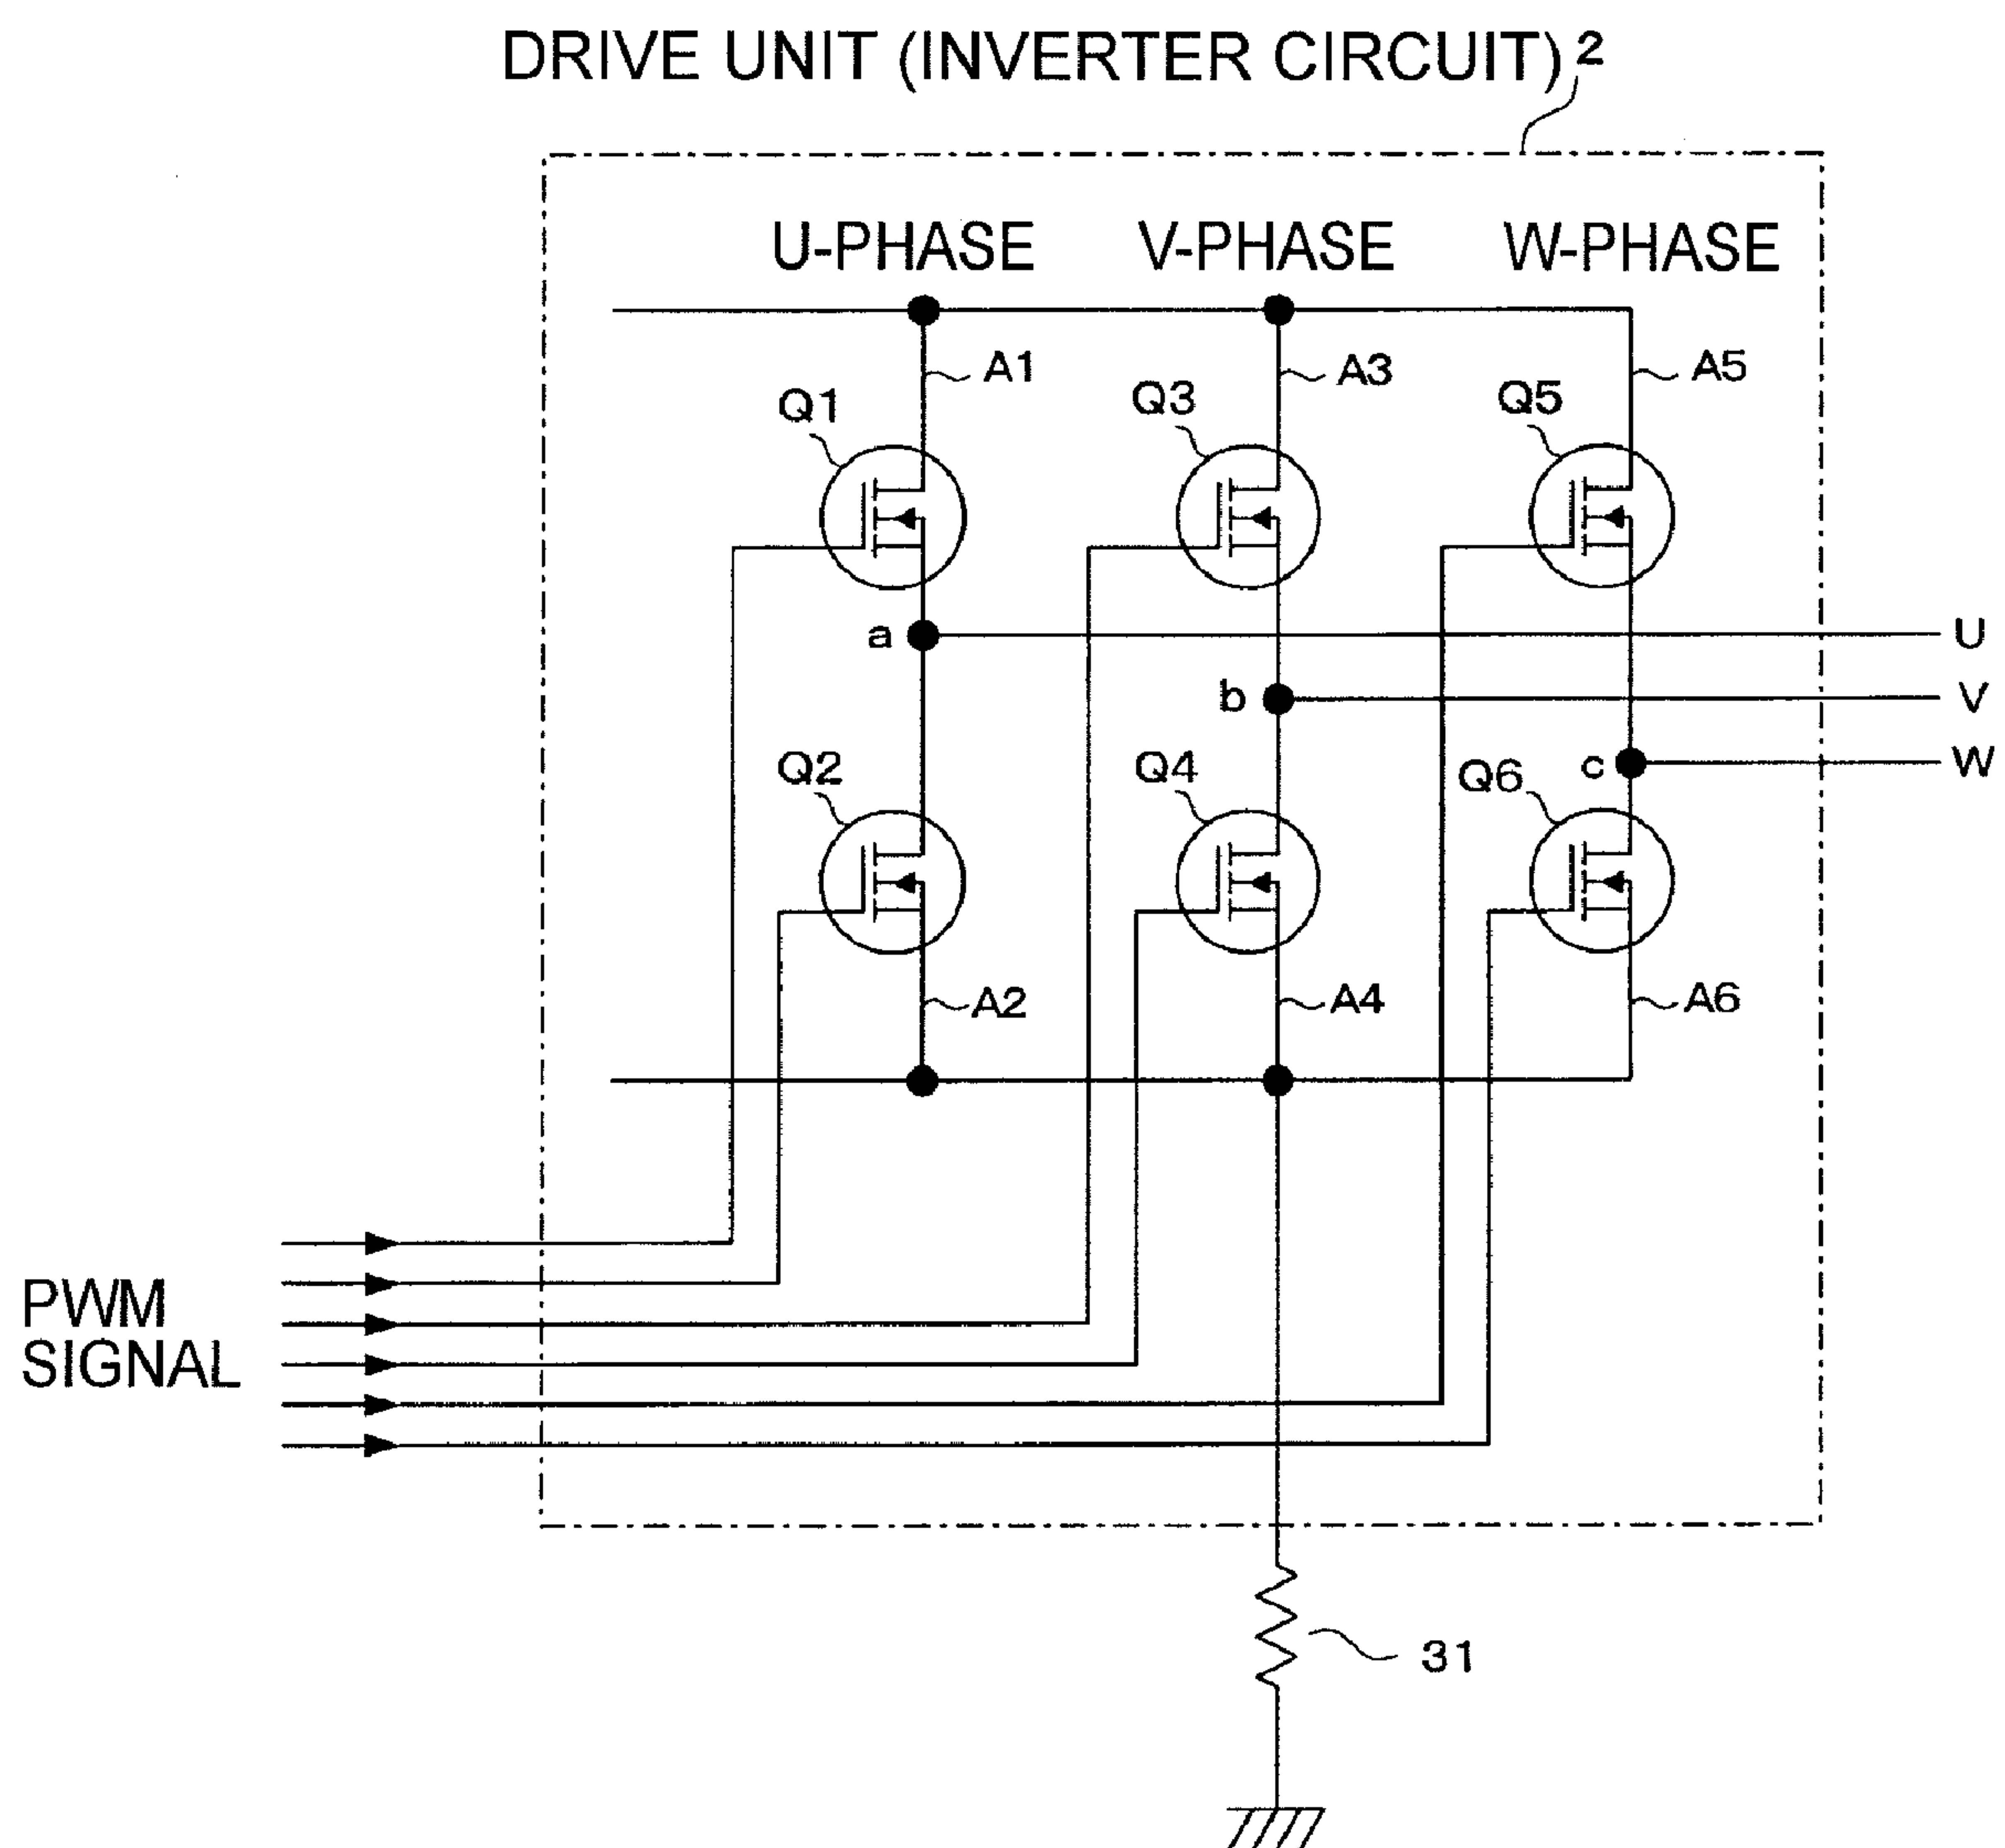 DRIVE UNIT (INVERTER CIRCUIT) 2
U-PHASE V-PHASE W-PHASE
A1 A3 A5
Q1 Q3 Q5
a U
b V
c W
Q2 Q4 Q6
A2 A4 A6
PWM
SIGNAL
31